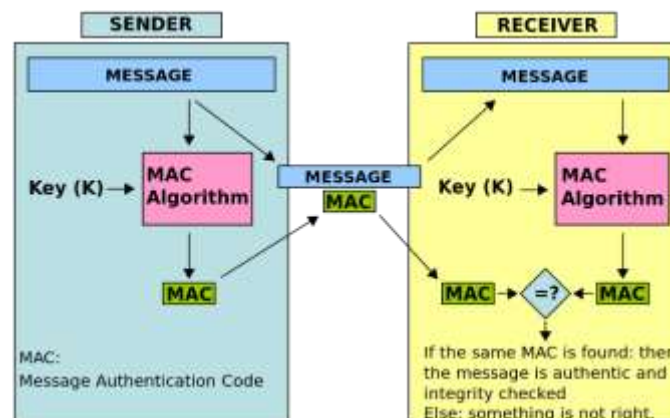 SENDER
RECEIVER
MESSAGE
MESSAGE
Key (K)
MAC
Algorithm
MESSAGE
MAC
Key (K)
MAC
Algorithm
MAC
MAC
=?
MAC
MAC:
Message Authentication Code
If the same MAC is found: then
the message is authentic and
integrity checked
Else: something is not right.